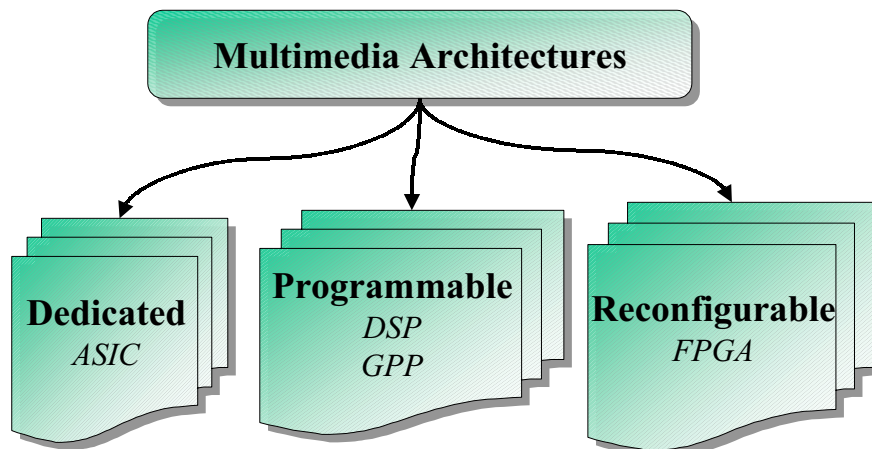 Multimedia Architectures
Dedicated
ASIC
Programmable
DSP
GPP
Reconfigurable
FPGA